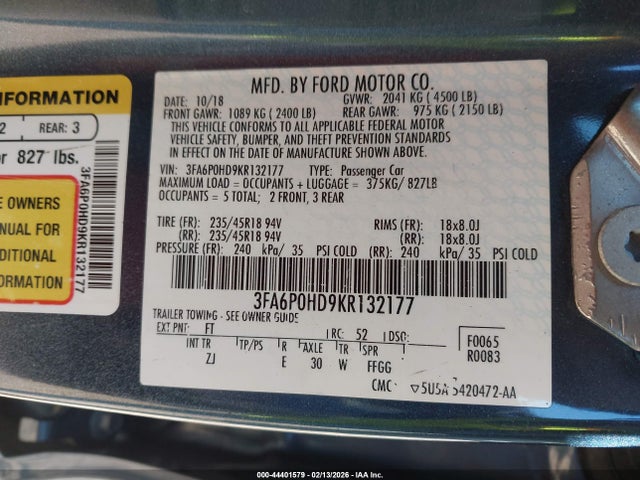 INFORMATION
2 REAR: 3
or 827 lbs.
E OWNERS
ANUAL FOR
DDITIONAL
FORMATION
3FA6P0HD9KR132177
MFD. BY FORD MOTOR CO.
DATE: 10/18 GVWR: 2041 KG (4500 LB)
FRONT GAWR: 1089 KG (2400 LB) REAR GAWR: 975 KG (2150 LB)
THIS VEHICLE CONFORMS TO ALL APPLICABLE FEDERAL MOTOR
VEHICLE SAFETY, BUMPER, AND THEFT PREVENTION STANDARDS
IN EFFECT ON THE DATE OF MANUFACTURE SHOWN ABOVE.
VIN: 3FA6P0HD9KR132177 TYPE: Passenger Car
MAXIMUM LOAD = OCCUPANTS + LUGGAGE = 375KG/ 827LB
OCCUPANTS = 5 TOTAL; 2 FRONT, 3 REAR
TIRE (FR): 235/45R18 94V RIMS (FR): 18x8.0J
(RR): 235/45R18 94V (RR): 18x8.0J
PRESSURE (FR): 240 kPa/ 35 PSI COLD (RR): 240 kPa/ 35 PSI COLD
3FA6P0HD9KR132177
TRAILER TOWING - SEE OWNER GUIDE
EXT PNT: FT RC: 52 DSO: F0065
INT TR TP/PS R AXLE TR SPR R0083
ZJ E 30 W FFGG
CMC 5U5A 5420472-AA
000-44401579 - 02/13/2026 - IAA Inc.